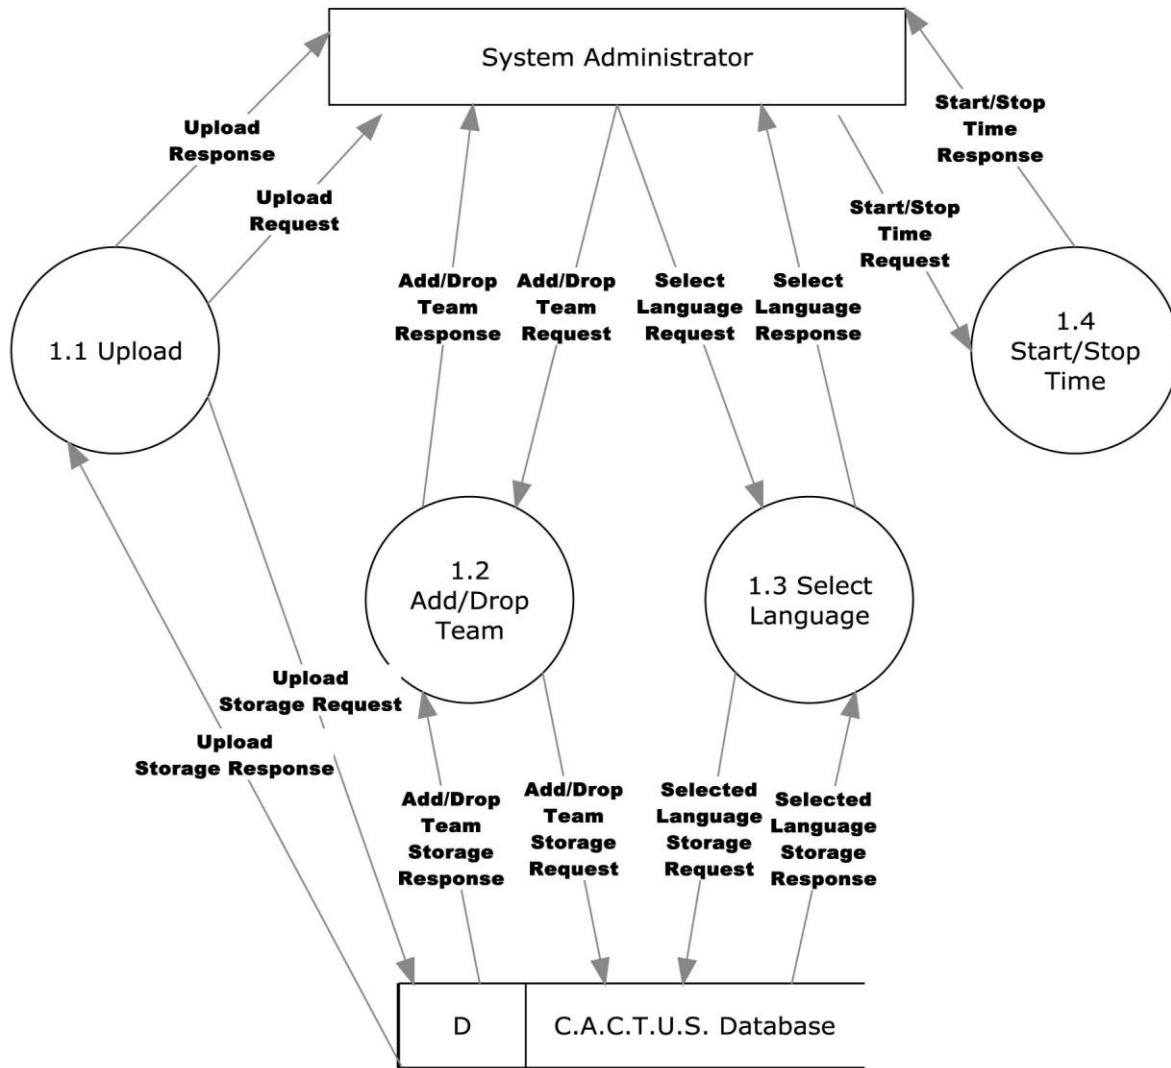 System Administrator
Upload
Response
Upload
Request
Start/Stop
Time
Response
Start/Stop
Time
Request
Add/Drop
Team
Response
Add/Drop
Team
Request
Select
Language
Request
Select
Language
Response
1.1 Upload
1.4
Start/Stop
Time
1.2
Add/Drop
Team
1.3 Select
Language
Upload
Storage Request
Upload
Storage Response
Add/Drop
Team
Storage
Response
Add/Drop
Team
Storage
Request
Selected
Language
Storage
Request
Selected
Language
Storage
Response
D
C.A.C.T.U.S. Database